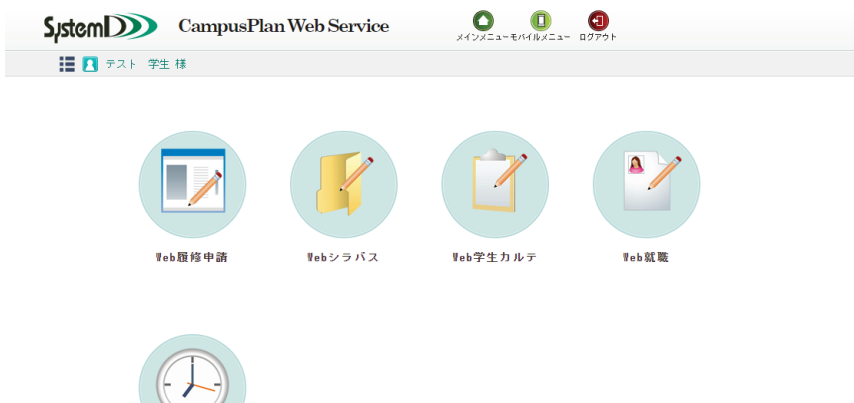 SystemD CampusPlan Web Service
メインメニュー モバイルメニュー ログアウト
テスト 学生 様
Web履修申請 Webシラバス Web学生カルテ Web就職